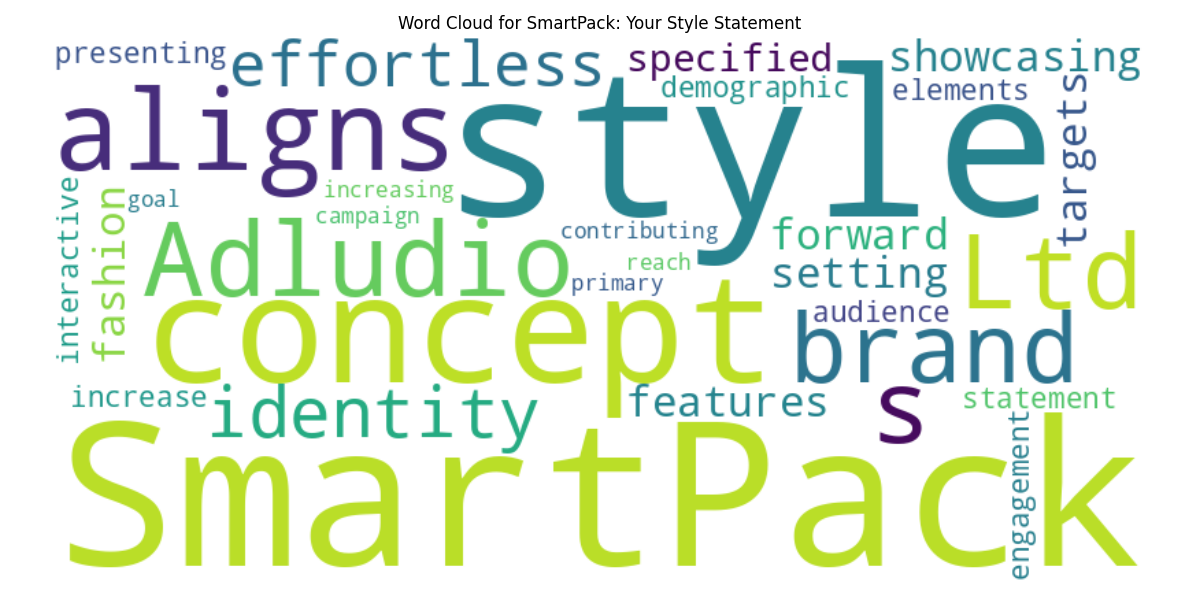 Word Cloud for SmartPack: Your Style Statement
presenting
effortless
specified
showcasing
demographic
elements
aligns
style
targets
interactive
fashion
goal
increasing
campaign
Adludio
contributing
forward
reach
primary
setting
Ltd
concept
audience
brand
increase
identity
features
s
statement
SmartPack
engagement